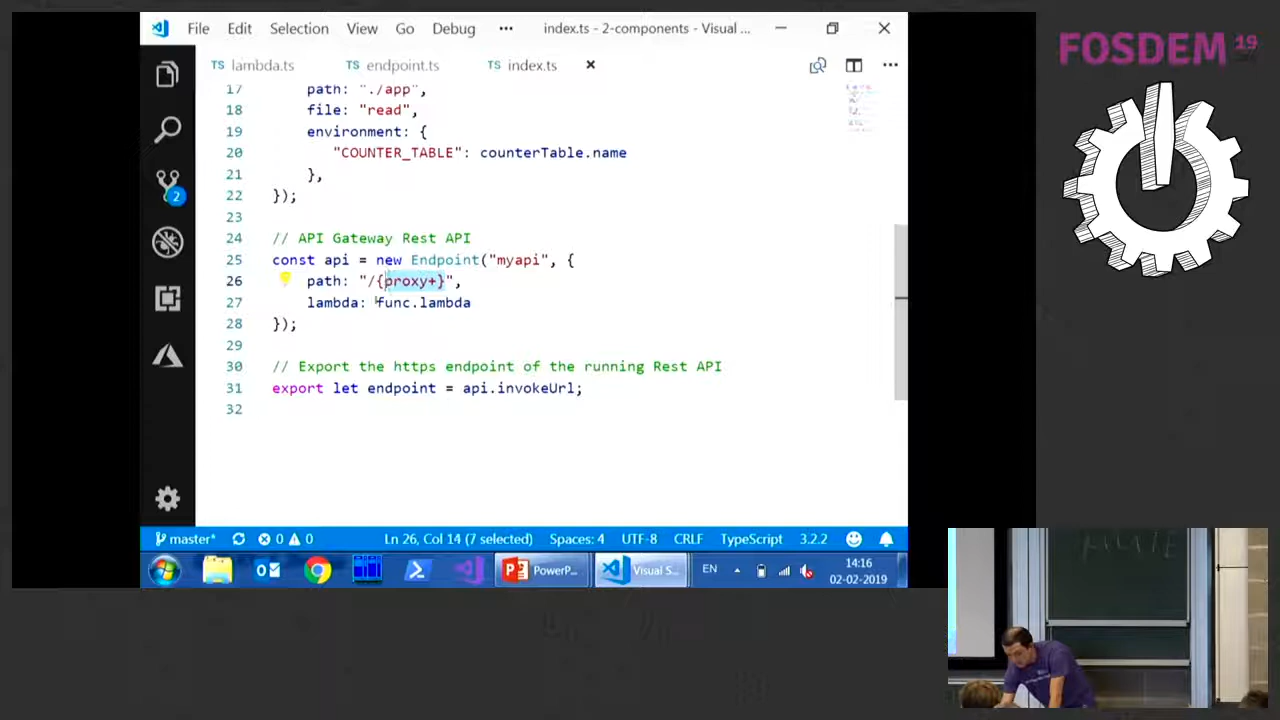 File Edit Selection View Go Debug ••• index.ts - 2-components - Visual ...
TS lambda.ts TS endpoint.ts TS index.ts
17 path: "./app",
18 file: "read",
19 environment: {
20 "COUNTER_TABLE": counterTable.name
21 },
22 });
23
24 // API Gateway Rest API
25 const api = new Endpoint("myapi", {
26 path: "/{proxy+}",
27 lambda: func.lambda
28 });
29
30 // Export the https endpoint of the running Rest API
31 export let endpoint = api.invokeUrl;
32
2
master* 0 0 Ln 26, Col 14 (7 selected) Spaces: 4 UTF-8 CRLF TypeScript 3.2.2
PowerP... Visual S... EN 14:16
02-02-2019
FOSDEM 19